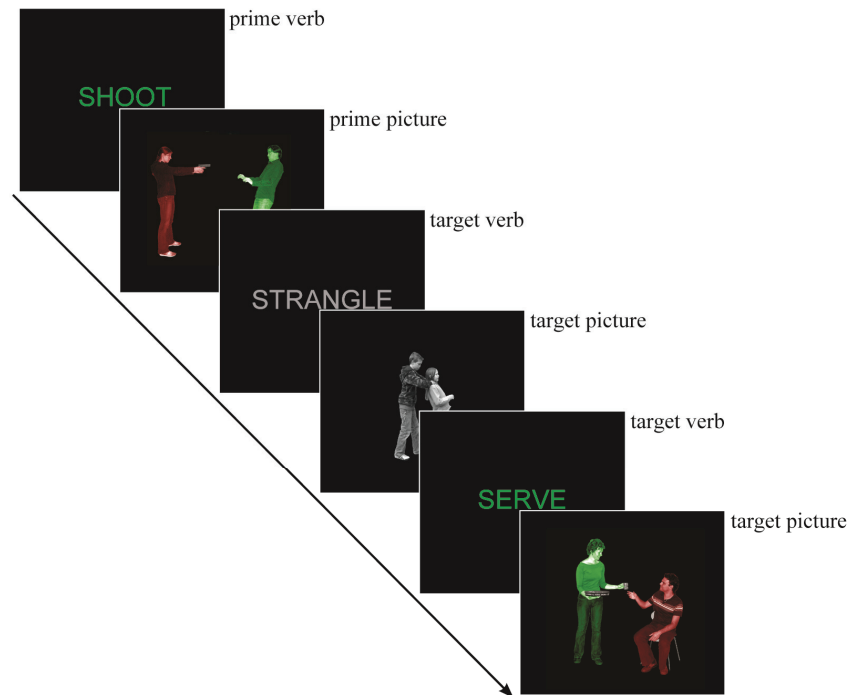 prime verb
SHOOT
prime picture
target verb
STRANGLE
target picture
target verb
SERVE
target picture